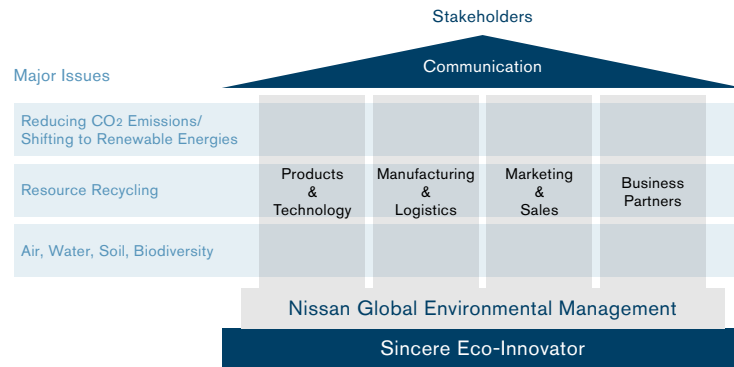 Stakeholders
Communication
Major Issues
Reducing CO2 Emissions/
Shifting to Renewable Energies
Resource Recycling
Products
&
Technology
Manufacturing
&
Logistics
Marketing
&
Sales
Business
Partners
Air, Water, Soil, Biodiversity
Nissan Global Environmental Management
Sincere Eco-Innovator